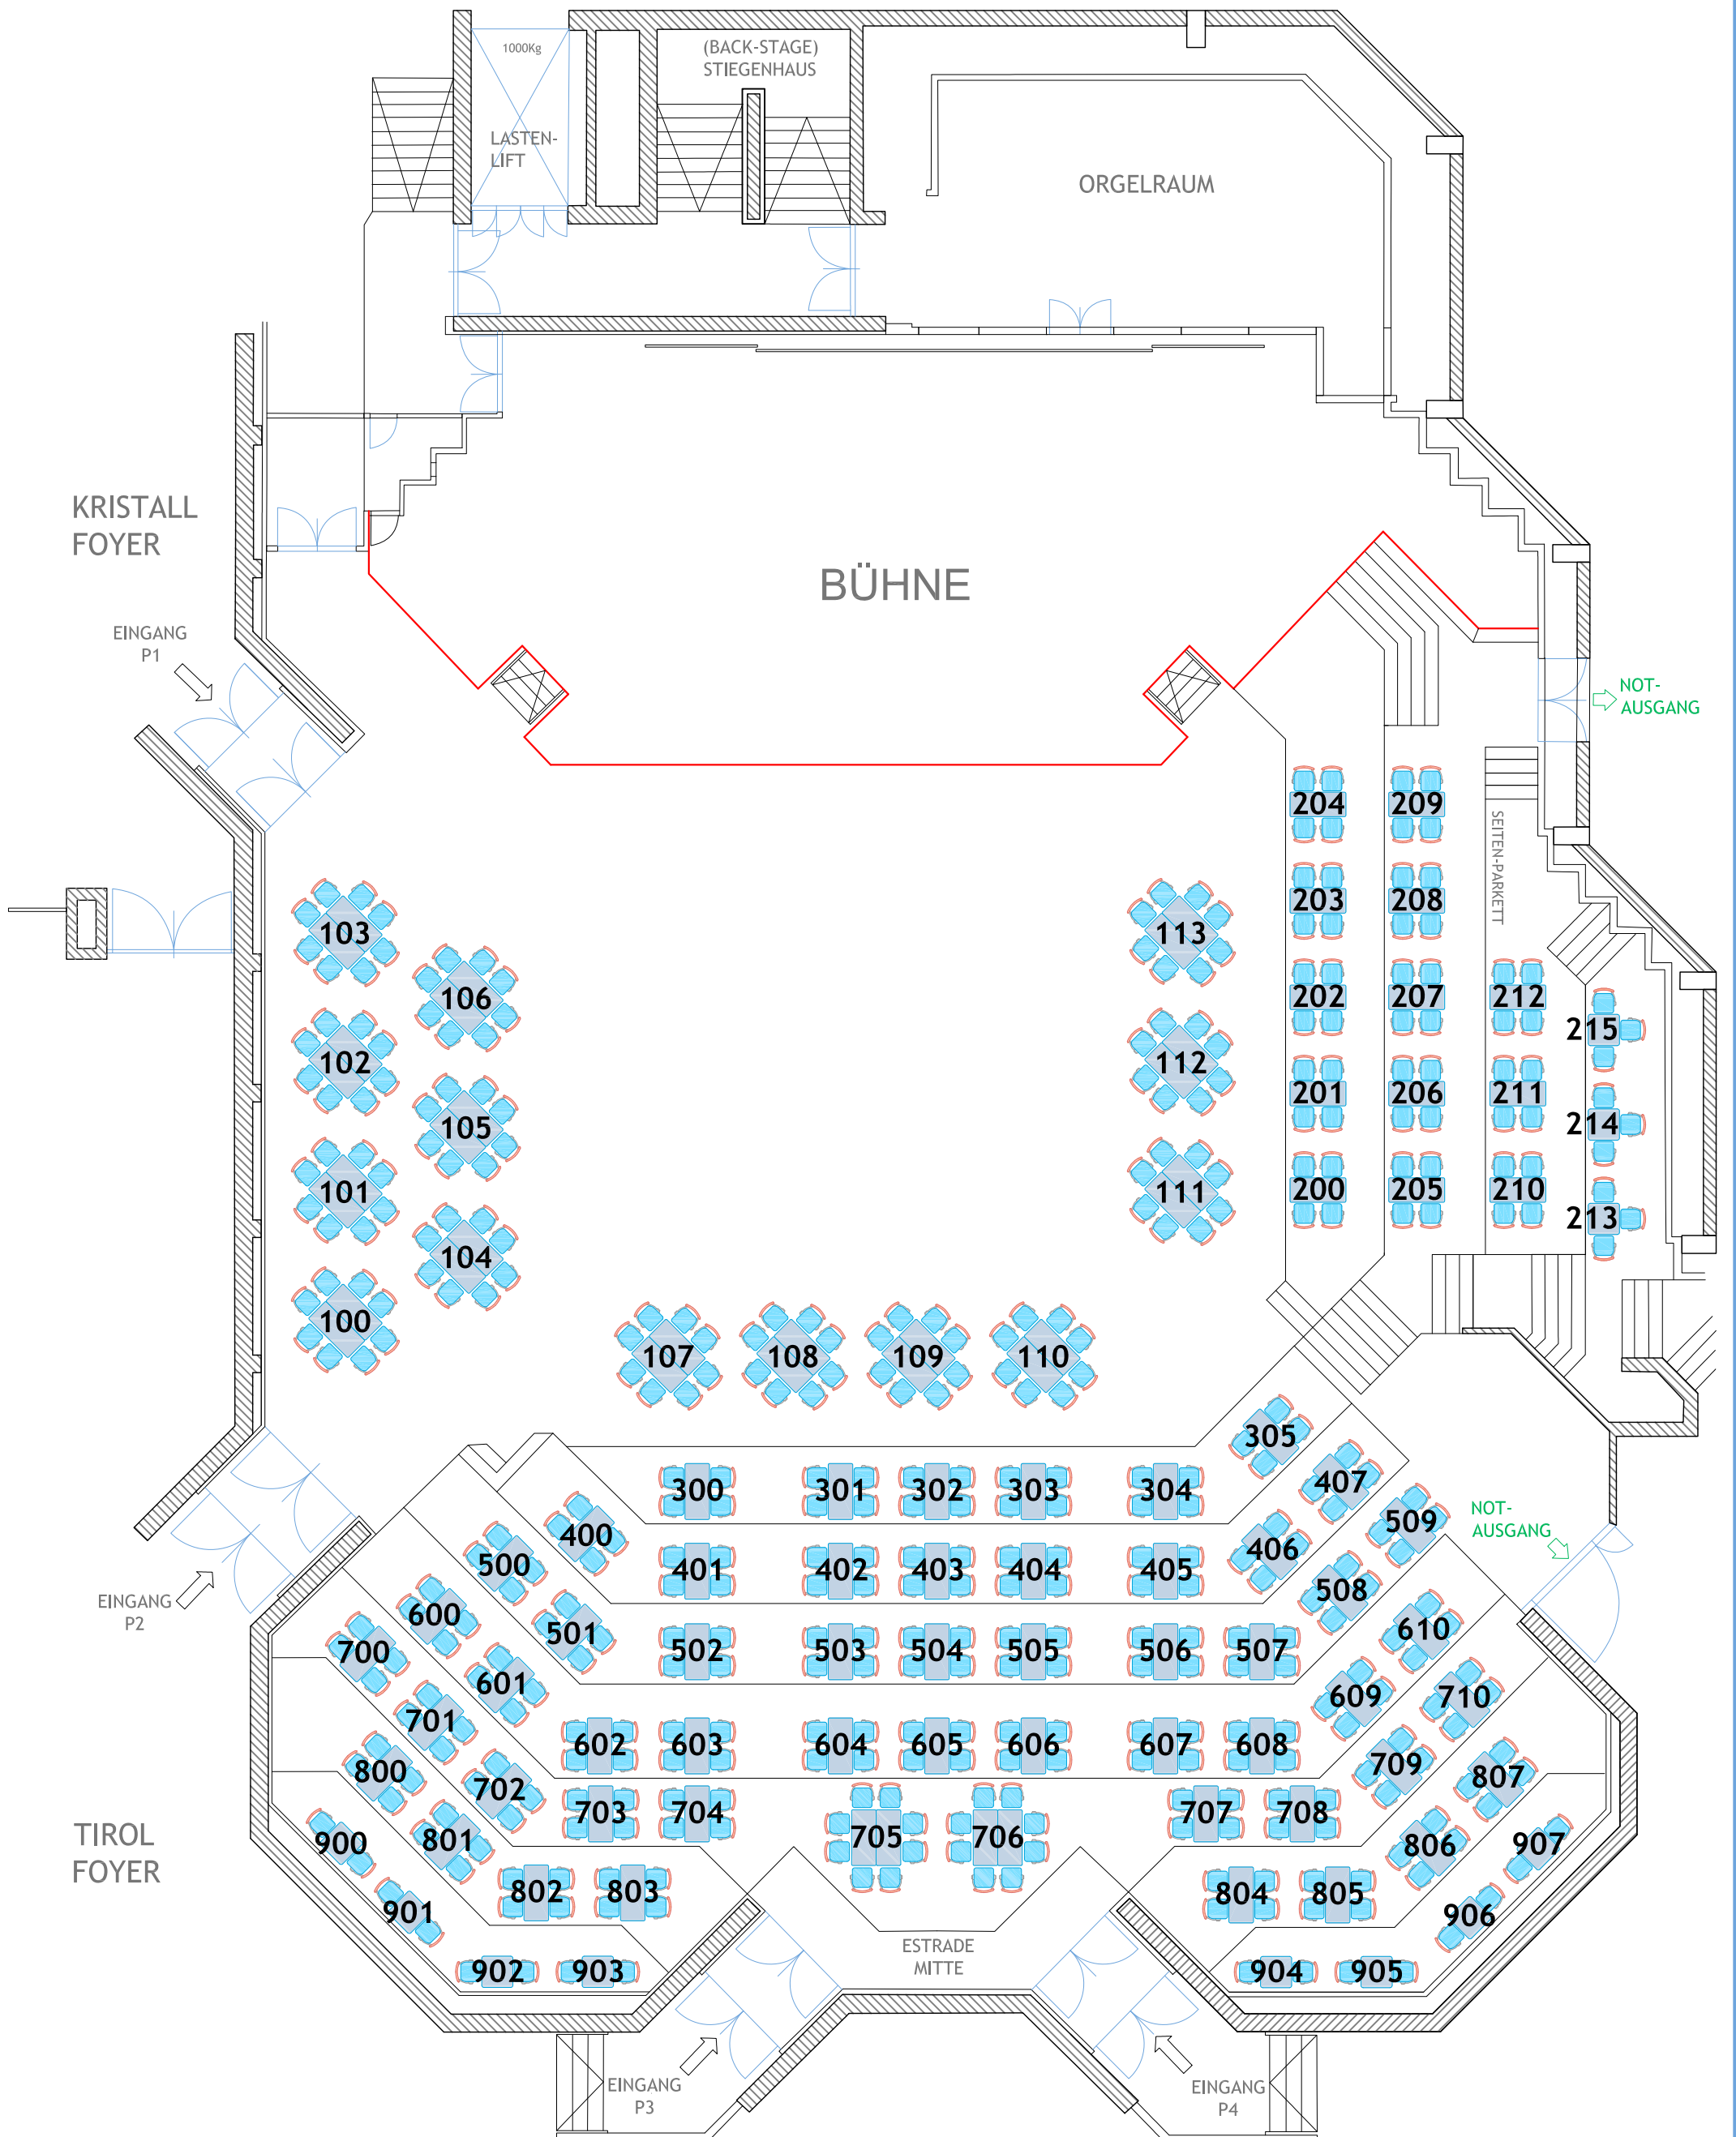 1000Kg
(BACK-STAGE)
STIEGENHAUS
LASTEN-
LIFT
ORGELRAUM
KRISTALL
FOYER
BÜHNE
EINGANG
P1
NOT-
AUSGANG
SEITEN-PARKETT
204 209
203 208
103 113
106 202 207 212
215
102 112
201 206 211
105 214
101 111 200 205 210
213
104
100
107 108 109 110
305
407
300 301 302 303 304
509
NOT-
AUSGANG
400 406
500 401 402 403 404 405
508
EINGANG
P2
600 610
501
700 502 503 504 505 506 507
601 609
701 710
602 603 604 605 606 607 608
800 709 807
702
703 704 707 708
TIROL
FOYER
900 801 705 706 806 907
802 803 804 805
901 906
ESTRADE
MITTE
902 903 904 905
EINGANG
P3
EINGANG
P4